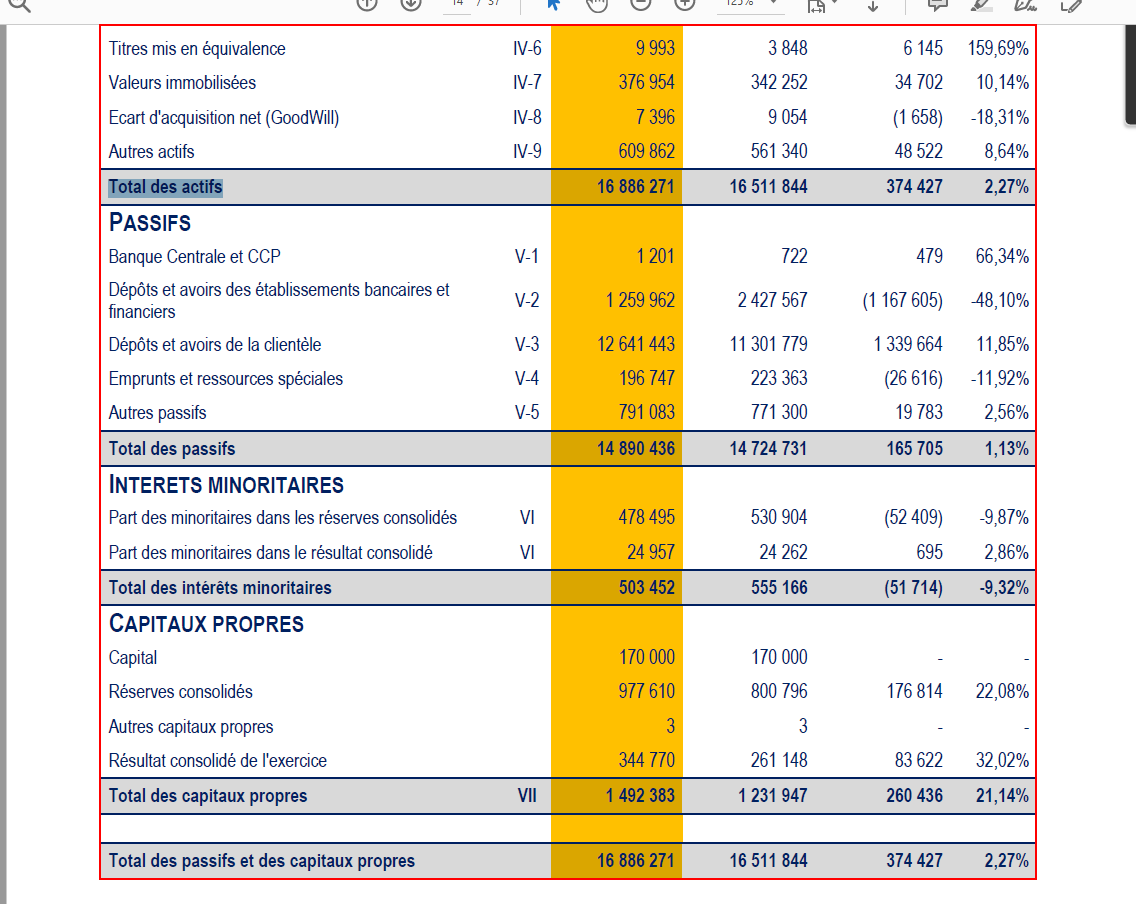 14 / 37 125%
Titres mis en équivalence IV-6 9 993 3 848 6 145 159,69%
Valeurs immobilisées IV-7 376 954 342 252 34 702 10,14%
Ecart d'acquisition net (GoodWill) IV-8 7 396 9 054 (1 658) -18,31%
Autres actifs IV-9 609 862 561 340 48 522 8,64%
Total des actifs 16 886 271 16 511 844 374 427 2,27%
PASSIFS
Banque Centrale et CCP V-1 1 201 722 479 66,34%
Dépôts et avoirs des établissements bancaires et
financiers V-2 1 259 962 2 427 567 (1 167 605) -48,10%
Dépôts et avoirs de la clientèle V-3 12 641 443 11 301 779 1 339 664 11,85%
Emprunts et ressources spéciales V-4 196 747 223 363 (26 616) -11,92%
Autres passifs V-5 791 083 771 300 19 783 2,56%
Total des passifs 14 890 436 14 724 731 165 705 1,13%
INTERETS MINORITAIRES
Part des minoritaires dans les réserves consolidés VI 478 495 530 904 (52 409) -9,87%
Part des minoritaires dans le résultat consolidé VI 24 957 24 262 695 2,86%
Total des intérêts minoritaires 503 452 555 166 (51 714) -9,32%
CAPITAUX PROPRES
Capital 170 000 170 000 - -
Réserves consolidés 977 610 800 796 176 814 22,08%
Autres capitaux propres 3 3 - -
Résultat consolidé de l'exercice 344 770 261 148 83 622 32,02%
Total des capitaux propres VII 1 492 383 1 231 947 260 436 21,14%
Total des passifs et des capitaux propres 16 886 271 16 511 844 374 427 2,27%